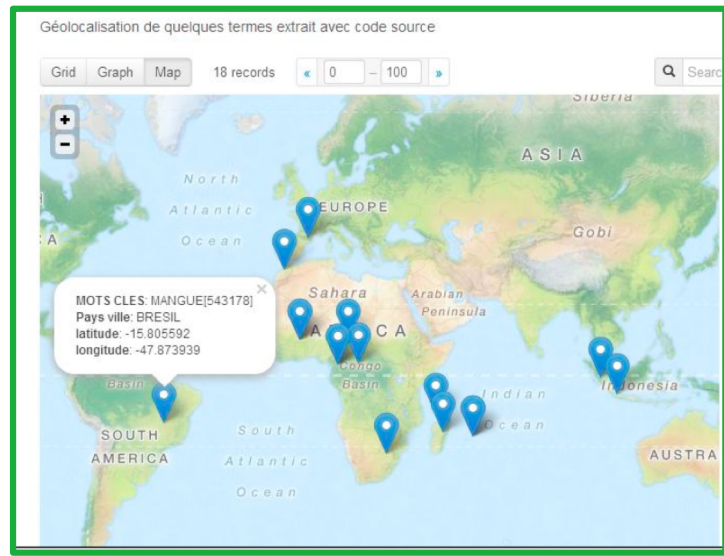 Géolocalisation de quelques termes extrait avec code source
Grid Graph Map 18 records « 0 – 100 » Searc
+
−
Siberia
ASIA
North
Atlantic
Ocean
EUROPE
Gobi
A
Sahara
Arabian
Peninsula
×
MOTS CLES: MANGUE[543178]
Pays ville: BRESIL
latitude: -15.805592
longitude: -47.873939
A CA
Congo
Basin
Basin
Indian
Ocean
Indonesia
SOUTH
AMERICA
South
Atlantic
Ocean
AUSTRA